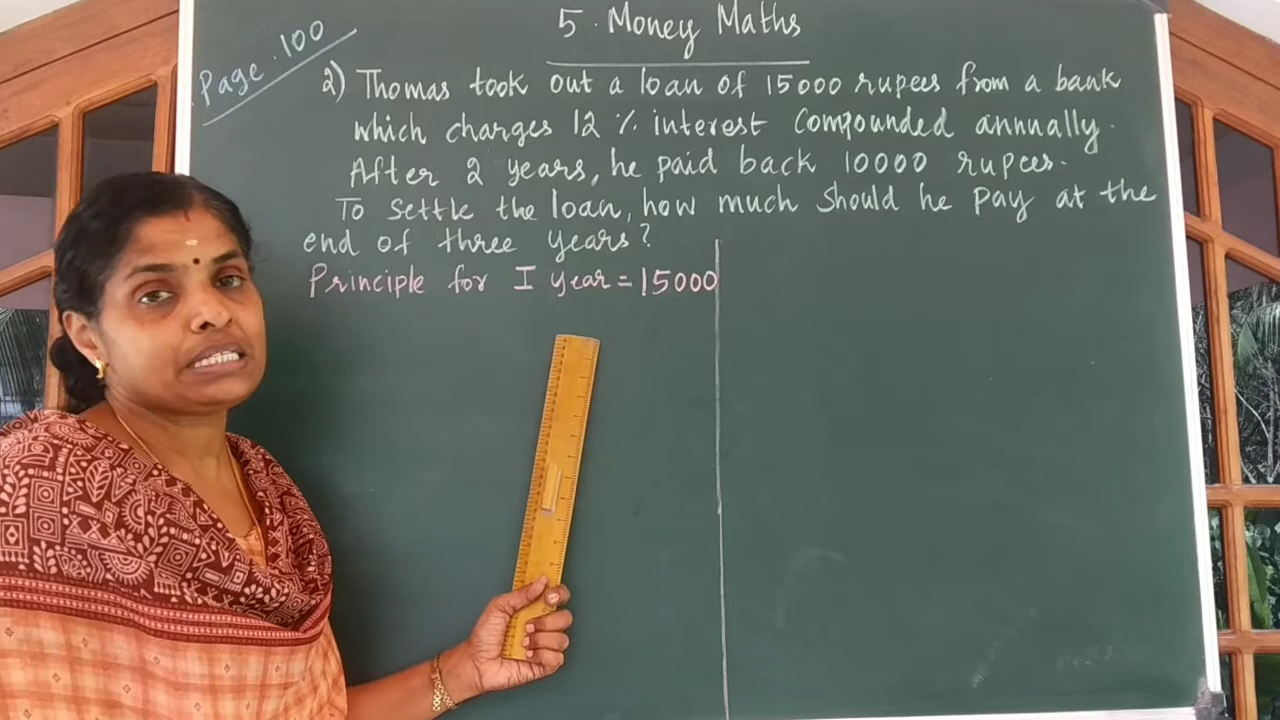 5. Money Maths
Page. 100
2) Thomas took out a loan of 15000 rupees from a bank
which charges 12 % interest compounded annually.
After 2 years, he paid back 10000 rupees.
To settle the loan, how much should he pay at the
end of three years?
Principle for I year = 15000